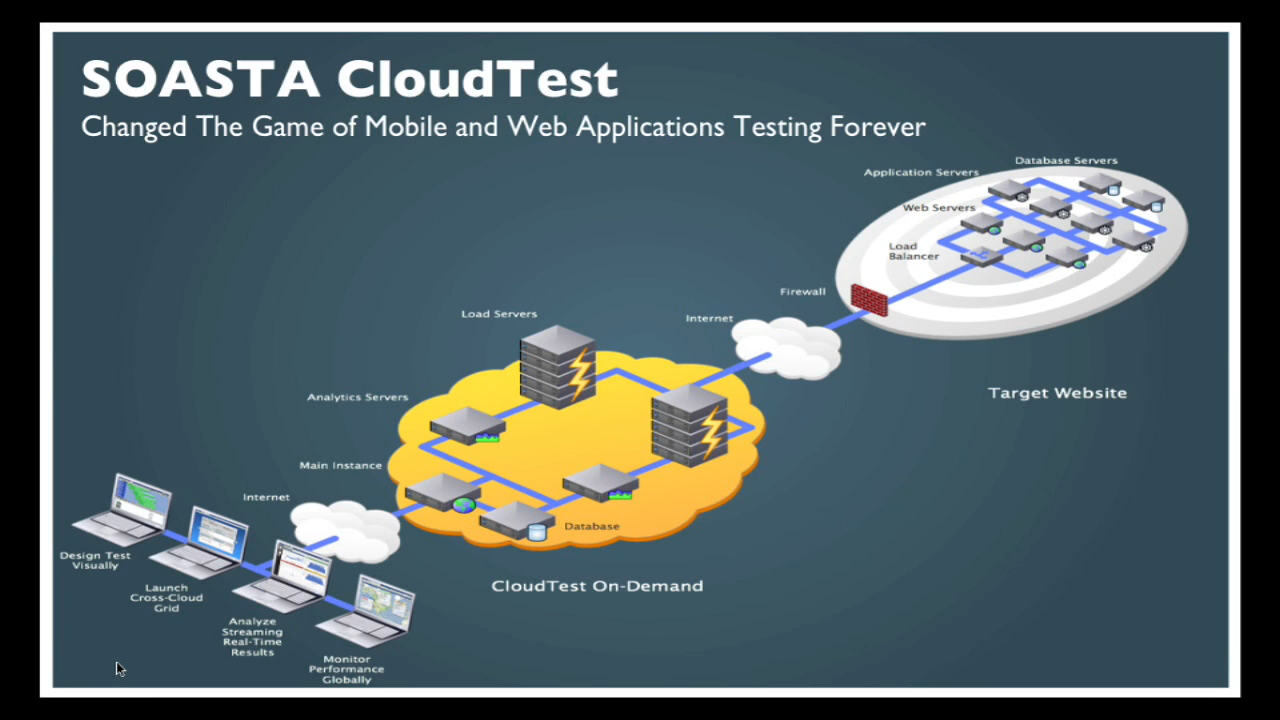 SOASTA CloudTest
Changed The Game of Mobile and Web Applications Testing Forever
Database Servers
Application Servers
Web Servers
Load
Balancer
Firewall
Internet
Load Servers
Target Website
Analytics Servers
Main Instance
Internet
Database
Design Test
Visually
CloudTest On-Demand
Launch
Cross-Cloud
Grid
Analyze
Streaming
Real-Time
Results
Monitor
Performance
Globally